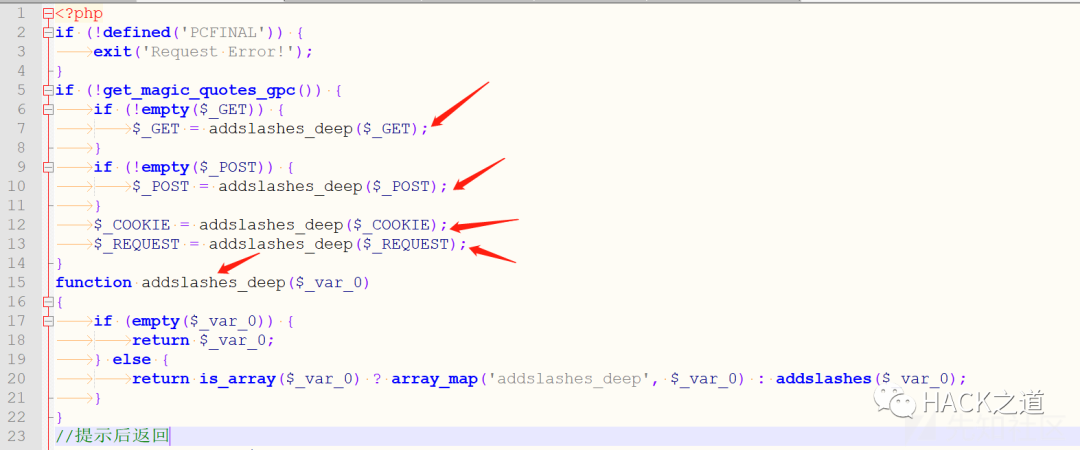 1 <?php
2 if (!defined('PCFINAL')) {
3 exit('Request Error!');
4 }
5 if (!get_magic_quotes_gpc()) {
6 if (!empty($_GET)) {
7 $_GET = addslashes_deep($_GET);
8 }
9 if (!empty($_POST)) {
10 $_POST = addslashes_deep($_POST);
11 }
12 $_COOKIE = addslashes_deep($_COOKIE);
13 $_REQUEST = addslashes_deep($_REQUEST);
14 }
15 function addslashes_deep($_var_0)
16 {
17 if (empty($_var_0)) {
18 return $_var_0;
19 } else {
20 return is_array($_var_0) ? array_map('addslashes_deep', $_var_0) : addslashes($_var_0);
21 }
22 }
23 //提示后返回
HACK之道
先知社区